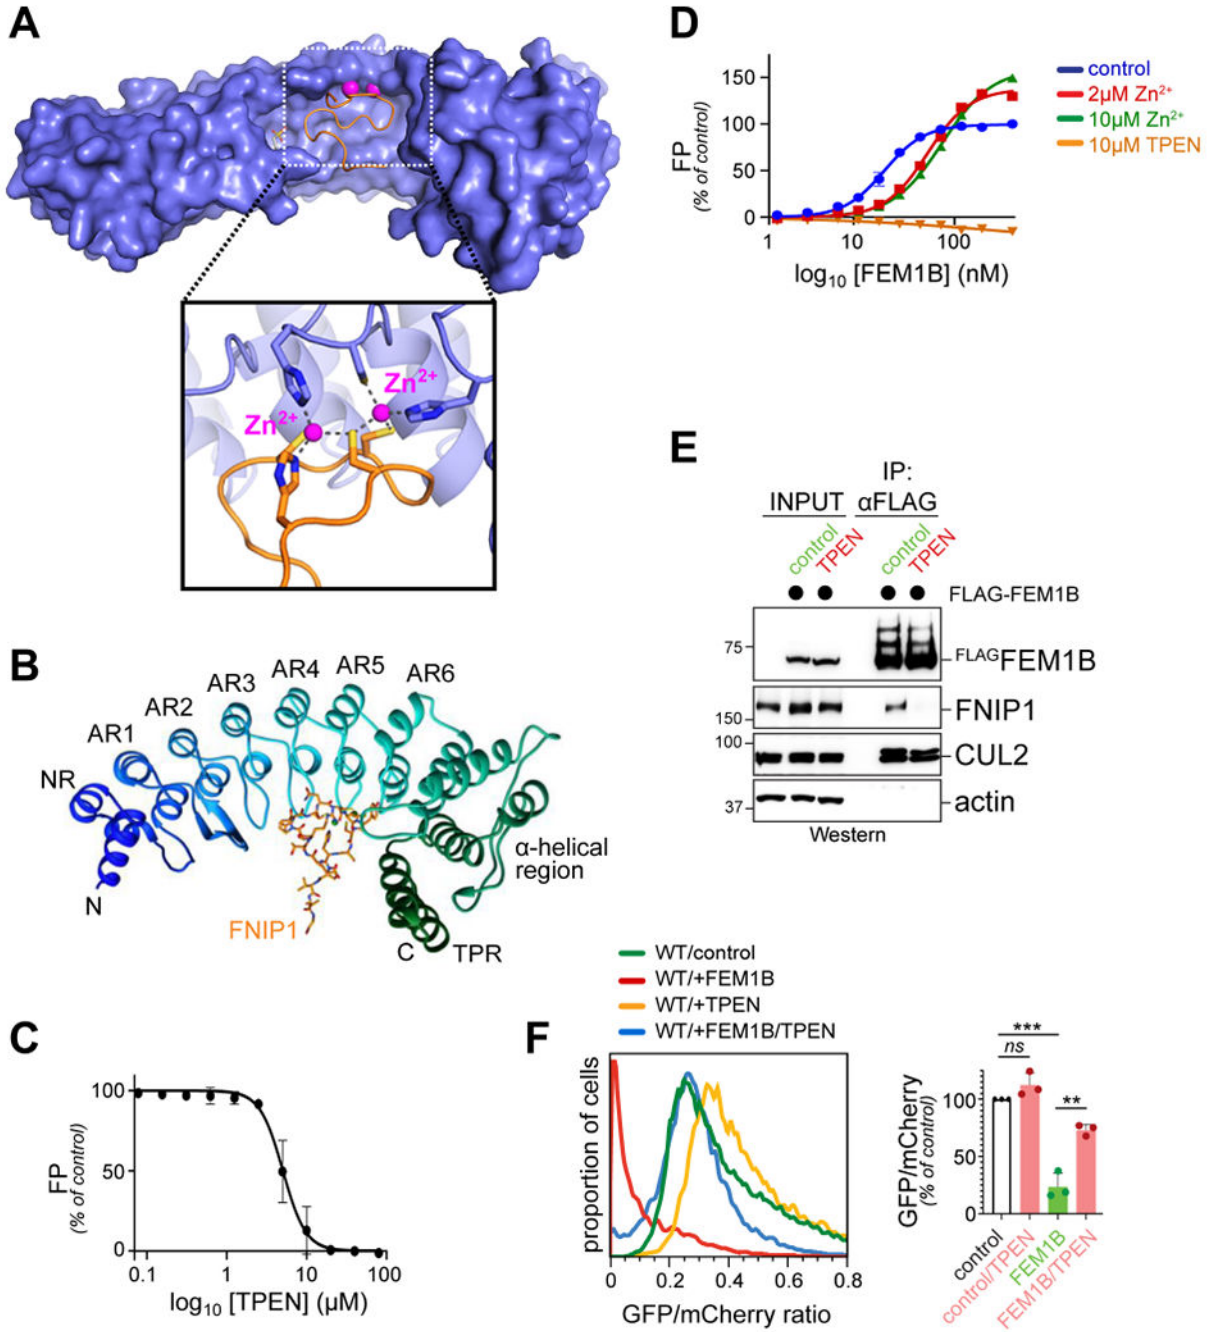 A
Zn²⁺
Zn²⁺
B
NR
AR1
AR2
AR3
AR4
AR5
AR6
N
FNIP1
C
TPR
α-helical
region
C
FP
(% of control)
100
50
0
0.1
1
10
100
log₁₀ [TPEN] (μM)
D
FP
(% of control)
150
100
50
0
1
10
100
log₁₀ [FEM1B] (nM)
control
2μM Zn²⁺
10μM Zn²⁺
10μM TPEN
E
IP:
INPUT αFLAG
control
TPEN
control
TPEN
FLAG-FEM1B
75
FLAGFEM1B
150
FNIP1
100
CUL2
37
actin
Western
F
WT/control
WT/+FEM1B
WT/+TPEN
WT/+FEM1B/TPEN
proportion of cells
0
0.2
0.4
0.6
0.8
GFP/mCherry ratio
GFP/mCherry
(% of control)
100
50
0
***
ns
**
control
control/TPEN
FEM1B
FEM1B/TPEN